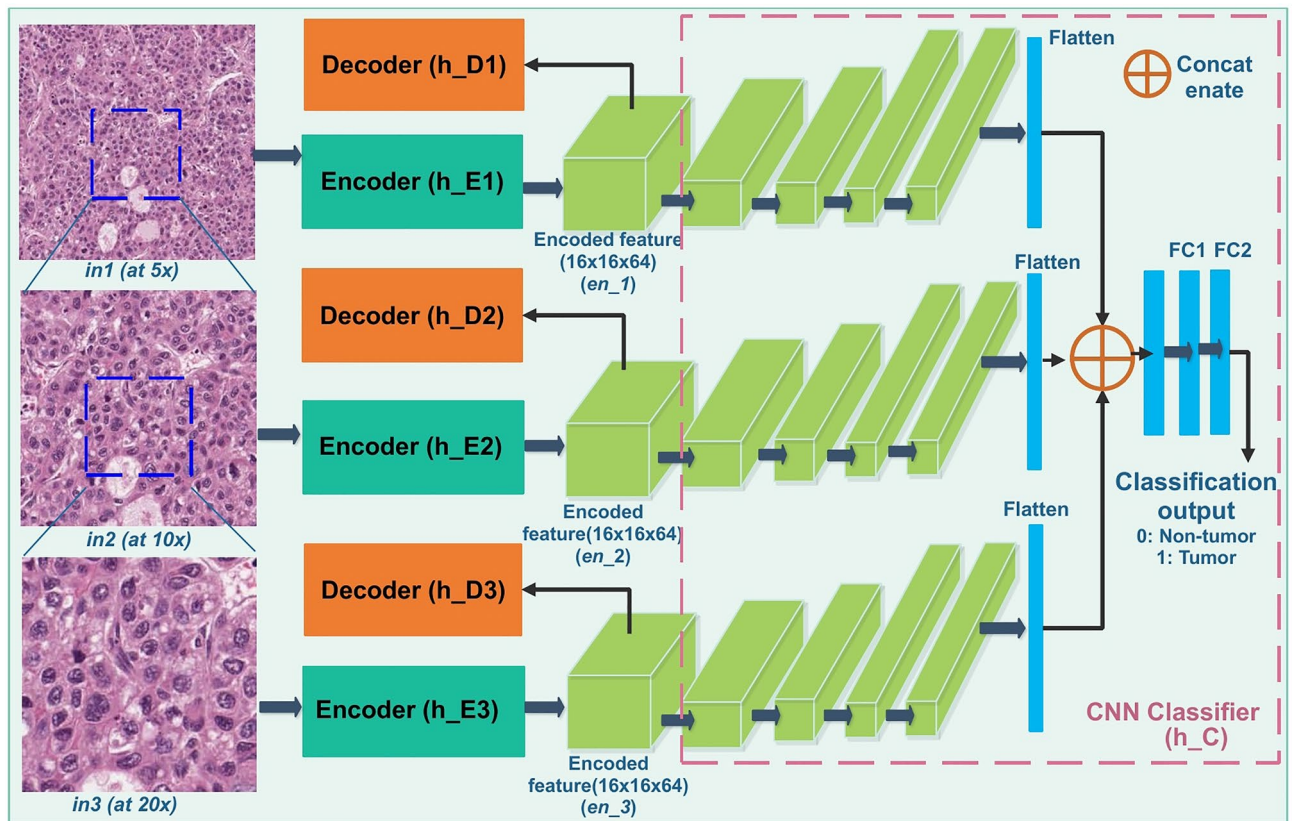 Decoder (h_D1)
Flatten
Concat
enate
Encoder (h_E1)
Encoded feature
(16x16x64)
(en_1)
in1 (at 5x)
Decoder (h_D2)
Flatten
FC1 FC2
Encoder (h_E2)
Encoded
feature(16x16x64)
(en_2)
in2 (at 10x)
Classification
output
0: Non-tumor
1: Tumor
Flatten
Decoder (h_D3)
Encoder (h_E3)
Encoded
feature(16x16x64)
(en_3)
in3 (at 20x)
CNN Classifier
(h_C)